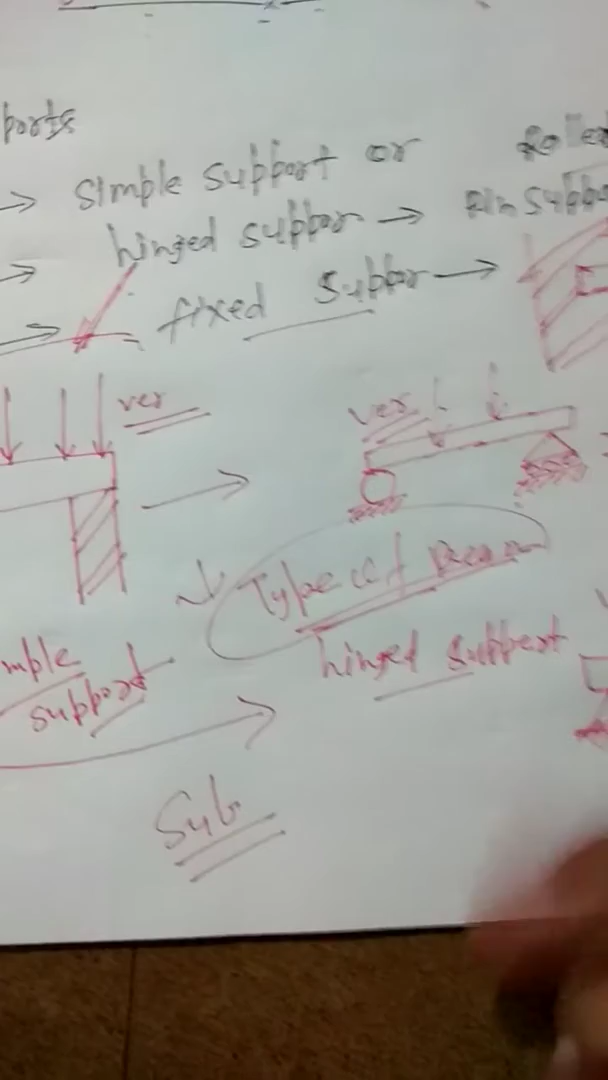 ports
→ simple support or Roller
→ hinged suppor → Pin Suppo
→ fixed Suppor →
ver
ver
Type of Beam
mple
support
hinged Support
Sub